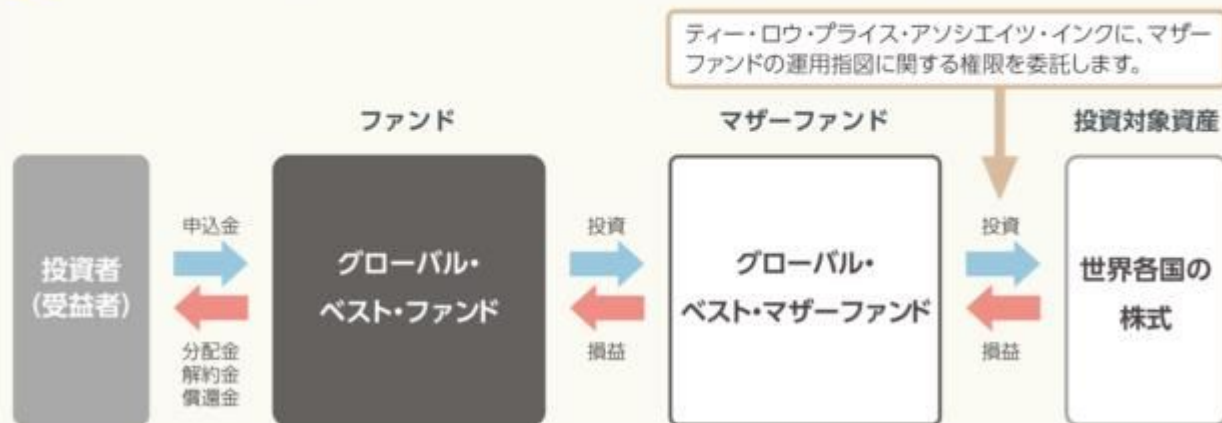 ティー・ロウ・プライス・アソシエイツ・インクに、マザー
ファンドの運用指図に関する権限を委託します。
ファンド
マザーファンド
投資対象資産
投資者
(受益者)
申込金
分配金
解約金
償還金
グローバル・
ベスト・ファンド
投資
損益
グローバル・
ベスト・マザーファンド
投資
損益
世界各国の
株式